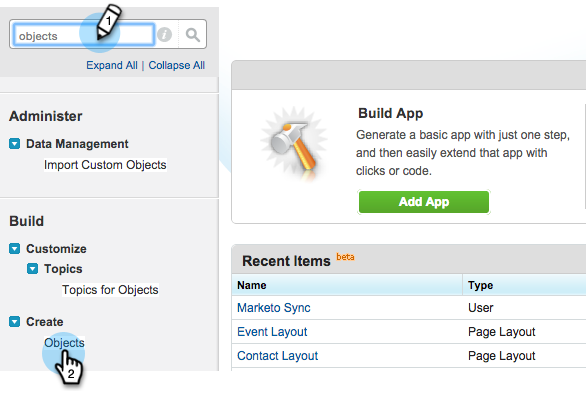 objects
1
Expand All | Collapse All
Administer
Data Management
Import Custom Objects
Build
Customize
Topics
Topics for Objects
Create
Objects
2
Build App
Generate a basic app with just one step,
and then easily extend that app with
clicks or code.
Add App
Recent Items beta
Name Type
Marketo Sync User
Event Layout Page Layout
Contact Layout Page Layout